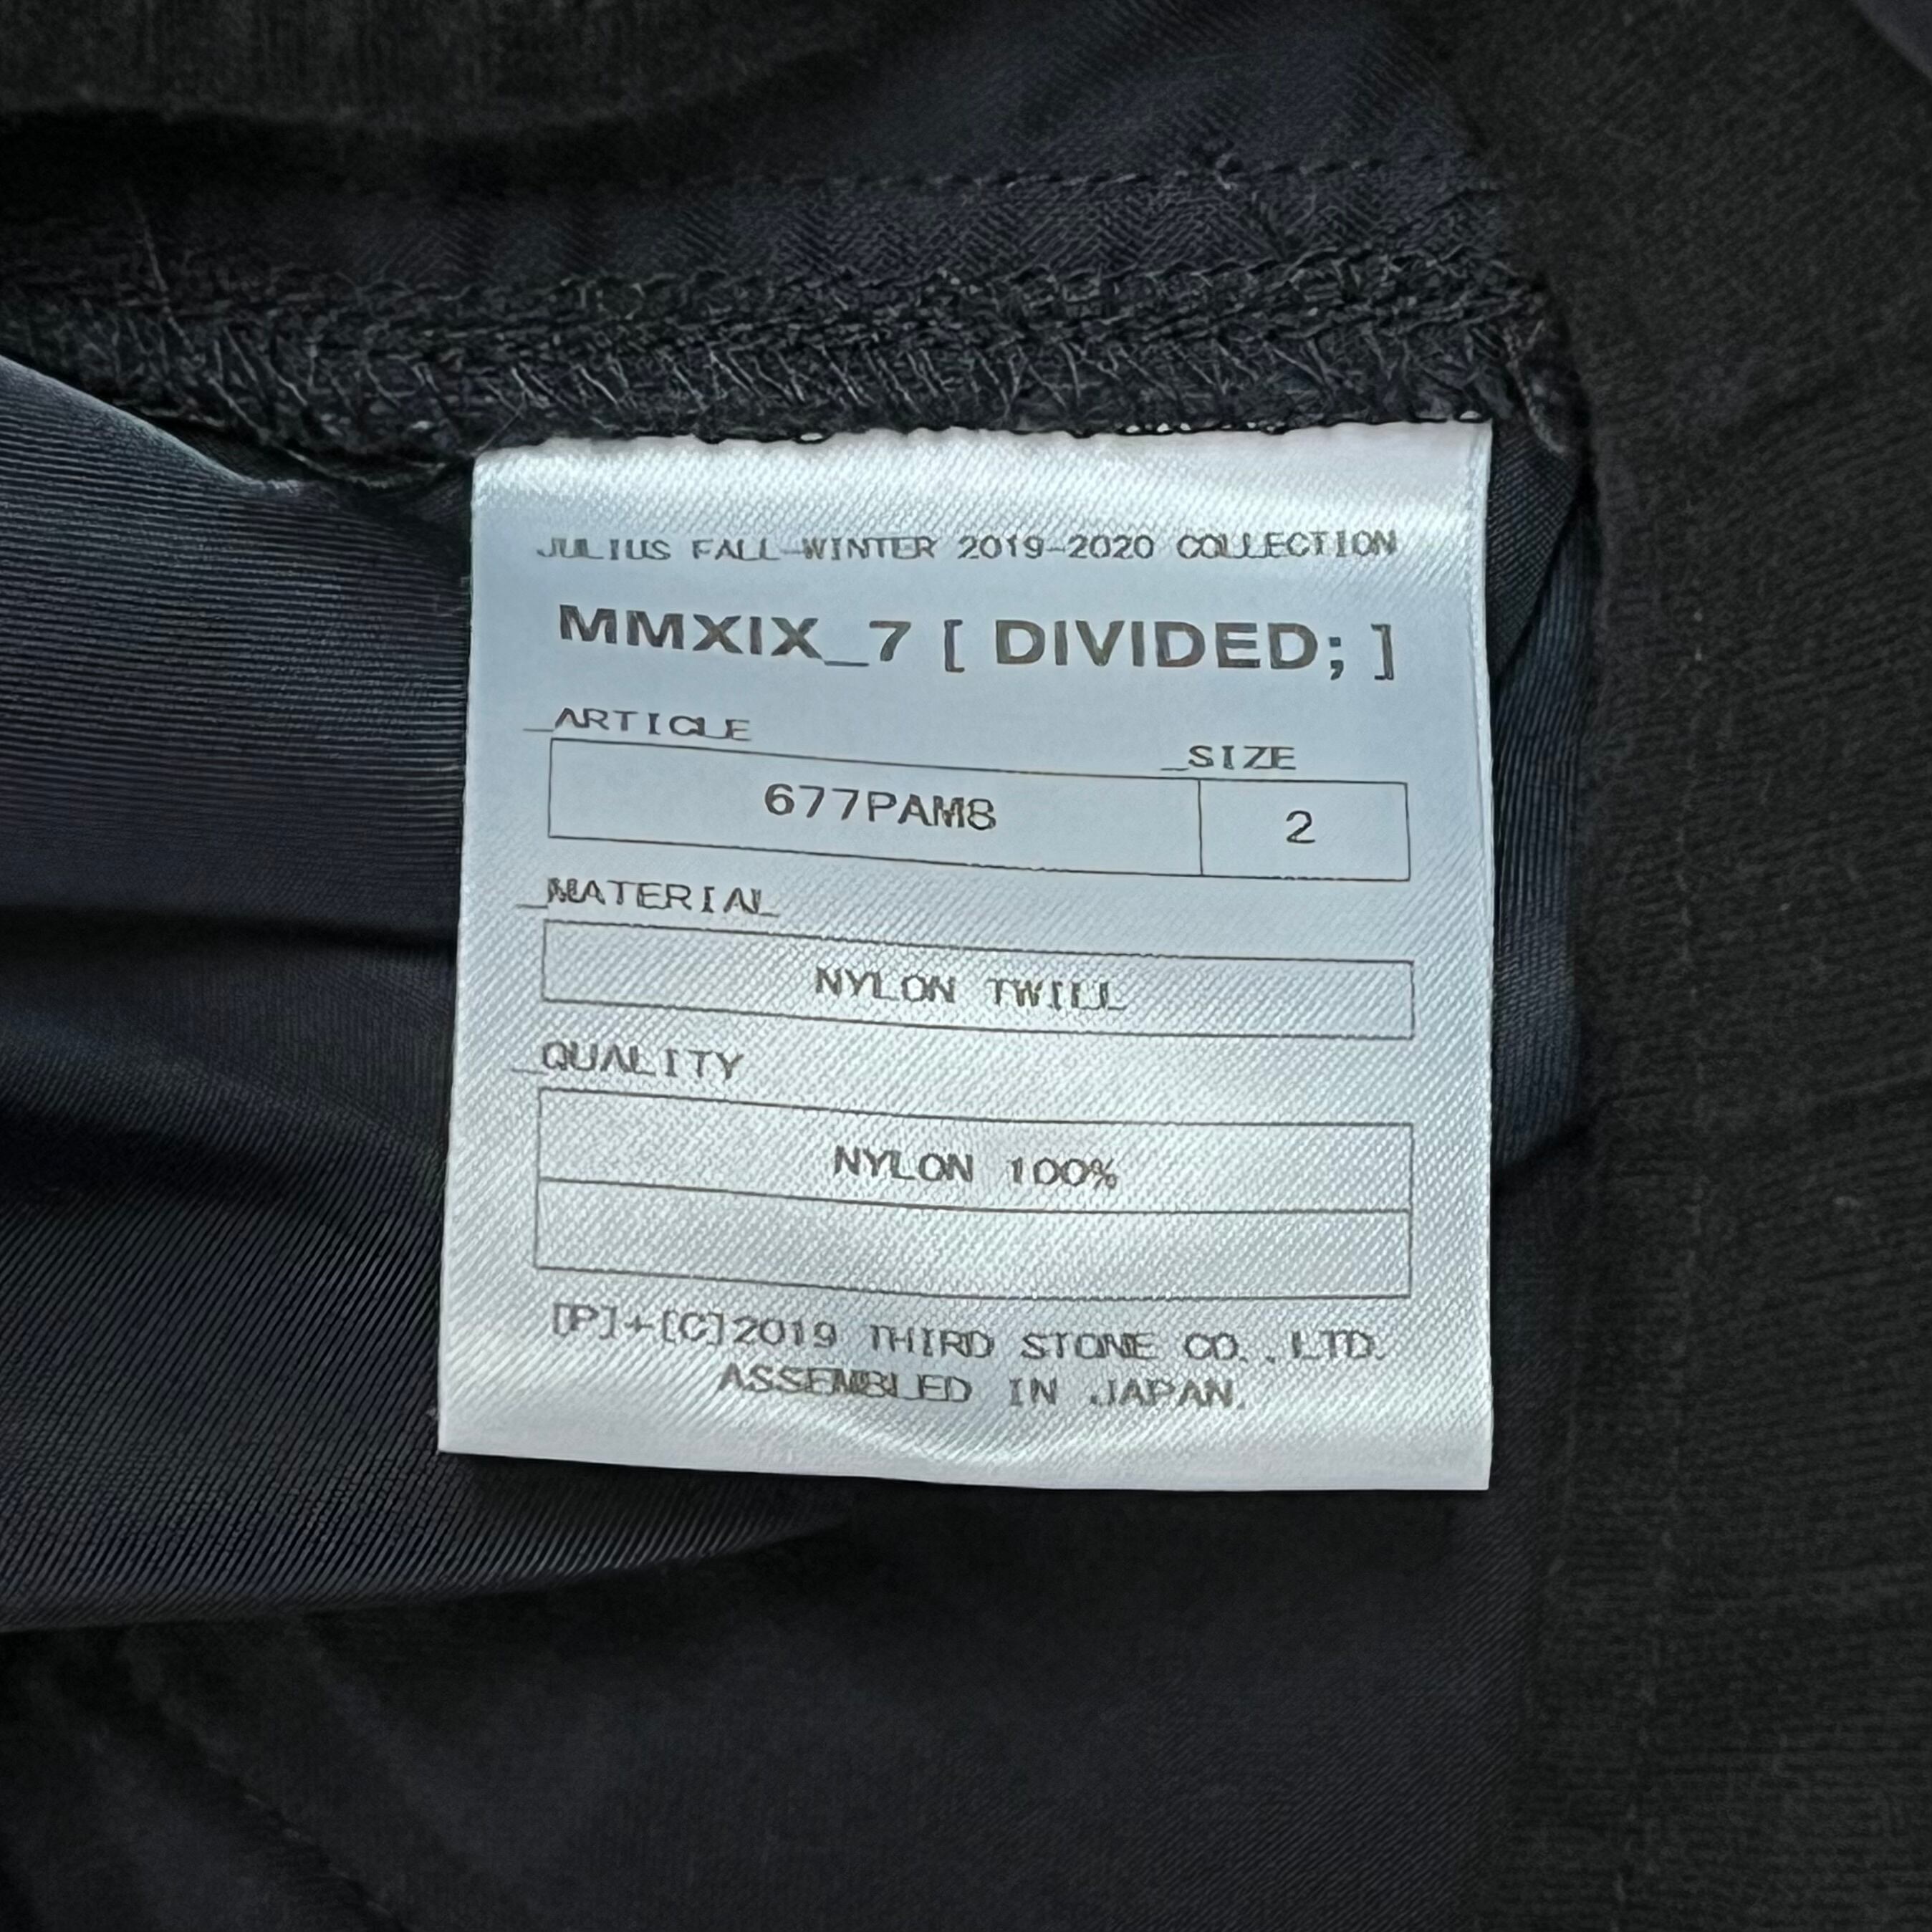 JULIUS FALL-WINTER 2019-2020 COLLECTION
MMXIX_7 [ DIVIDED; ]
_ARTICLE
_SIZE
677PAM8
2
_MATERIAL
NYLON TWILL
_QUALITY
NYLON 100%
[P]+[C]2019 THIRD STONE CO.,LTD.
ASSEMBLED IN JAPAN.